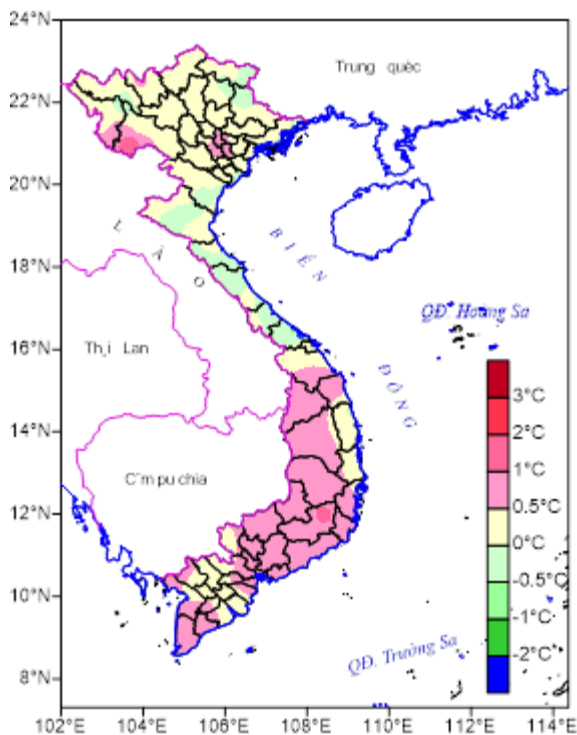 24°N
22°N
20°N
18°N
16°N
14°N
12°N
10°N
8°N
102°E
104°E
106°E
108°E
110°E
112°E
114°E
Trung quèc
LÀO
BIỂN
ĐÔNG
QĐ. Hoàng Sa
Th¸i Lan
C¨m pu chia
QĐ. Trường Sa
3°C
2°C
1°C
0.5°C
0°C
-0.5°C
-1°C
-2°C